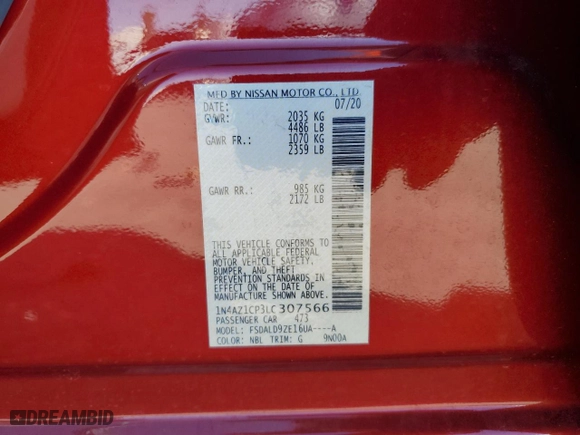 MFD BY NISSAN MOTOR CO., LTD
DATE: 07/20
GVWR: 2035 KG
4486 LB
GAWR FR.: 1070 KG
2359 LB
GAWR RR.: 985 KG
2172 LB
THIS VEHICLE CONFORMS TO
ALL APPLICABLE FEDERAL
MOTOR VEHICLE SAFETY,
BUMPER, AND THEFT
PREVENTION STANDARDS IN
EFFECT ON THE DATE OF
MANUFACTURE SHOWN ABOVE.
1N4AZ1CP3LC307566
PASSENGER CAR 473
MODEL: FSDALD9ZE16UA----A
COLOR: NBL TRIM: G 9N00A
DREAMBID